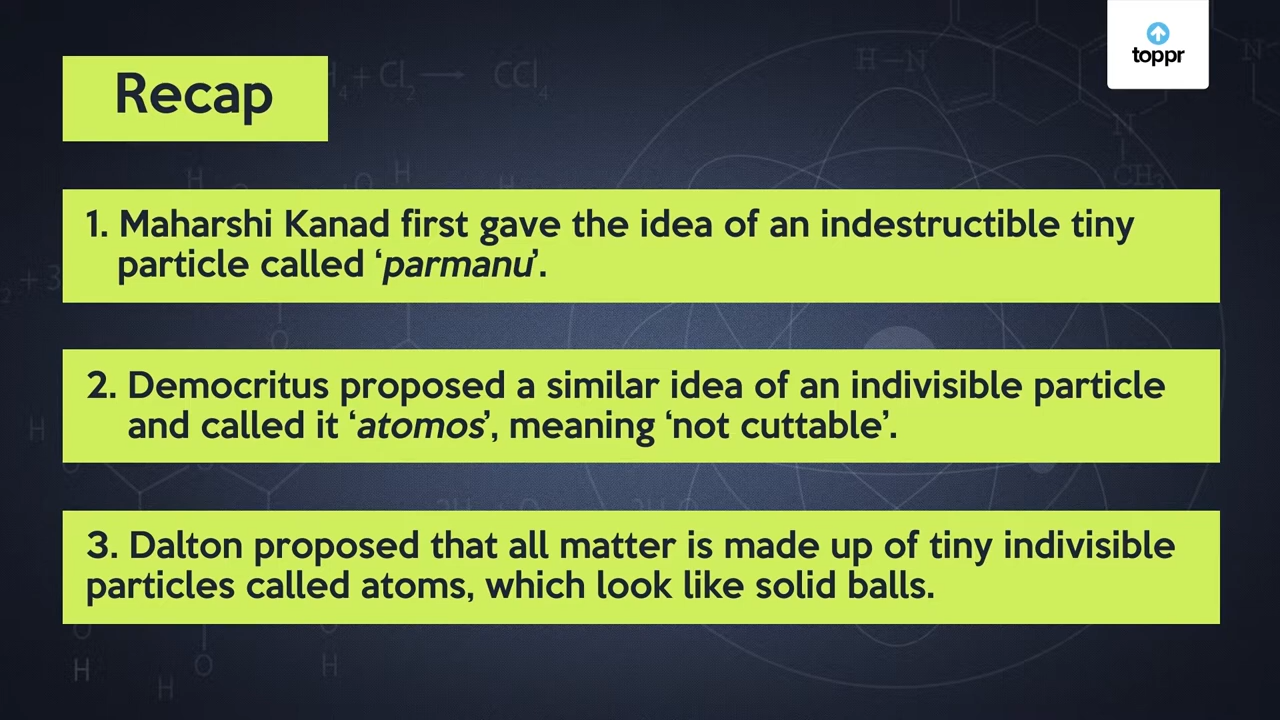 toppr
Recap
1. Maharshi Kanad first gave the idea of an indestructible tiny
particle called ‘parmanu’.
2. Democritus proposed a similar idea of an indivisible particle
and called it ‘atomos’, meaning ‘not cuttable’.
3. Dalton proposed that all matter is made up of tiny indivisible
particles called atoms, which look like solid balls.